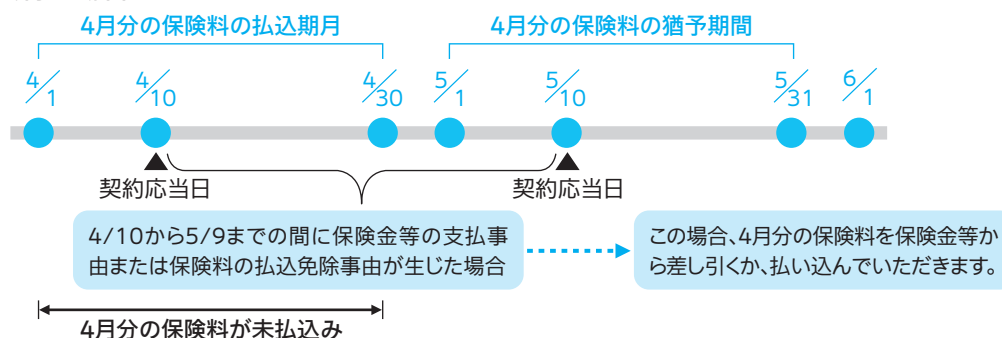 4月分の保険料の払込期月
4月分の保険料の猶予期間
4/1
4/10
4/30
5/1
5/10
5/31
6/1
契約応当日
契約応当日
4/10から5/9までの間に保険金等の支払事
由または保険料の払込免除事由が生じた場合
この場合、4月分の保険料を保険金等か
ら差し引くか、払い込んでいただきます。
4月分の保険料が未払込み